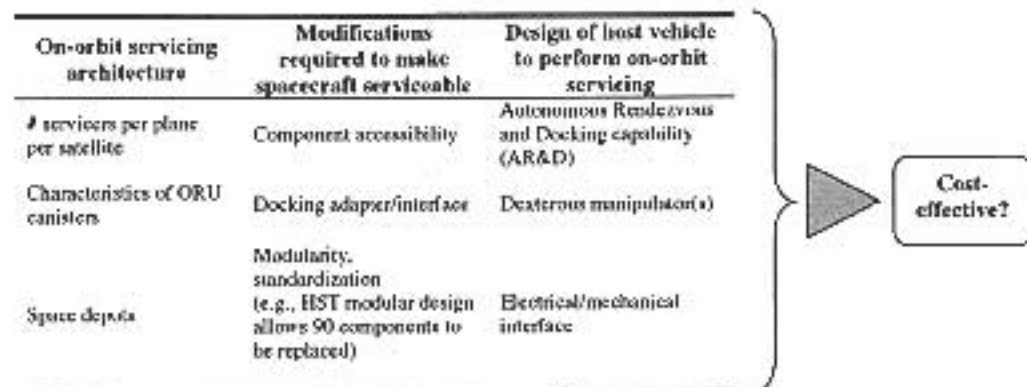 On-orbit servicing
architecture
Modifications
required to make
spacecraft serviceable
Design of host vehicle
to perform on-orbit
servicing
# servicers per plane
per satellite
Component accessibility
Autonomous Rendezvous
and Docking capability
(AR&D)
Characteristics of ORU
canisters
Docking adapter/interface
Dexterous manipulator(s)
Space depots
Modularity,
standardization
(e.g., HST modular design
allows 90 components to
be replaced)
Electrical/mechanical
interface
Cost-
effective?